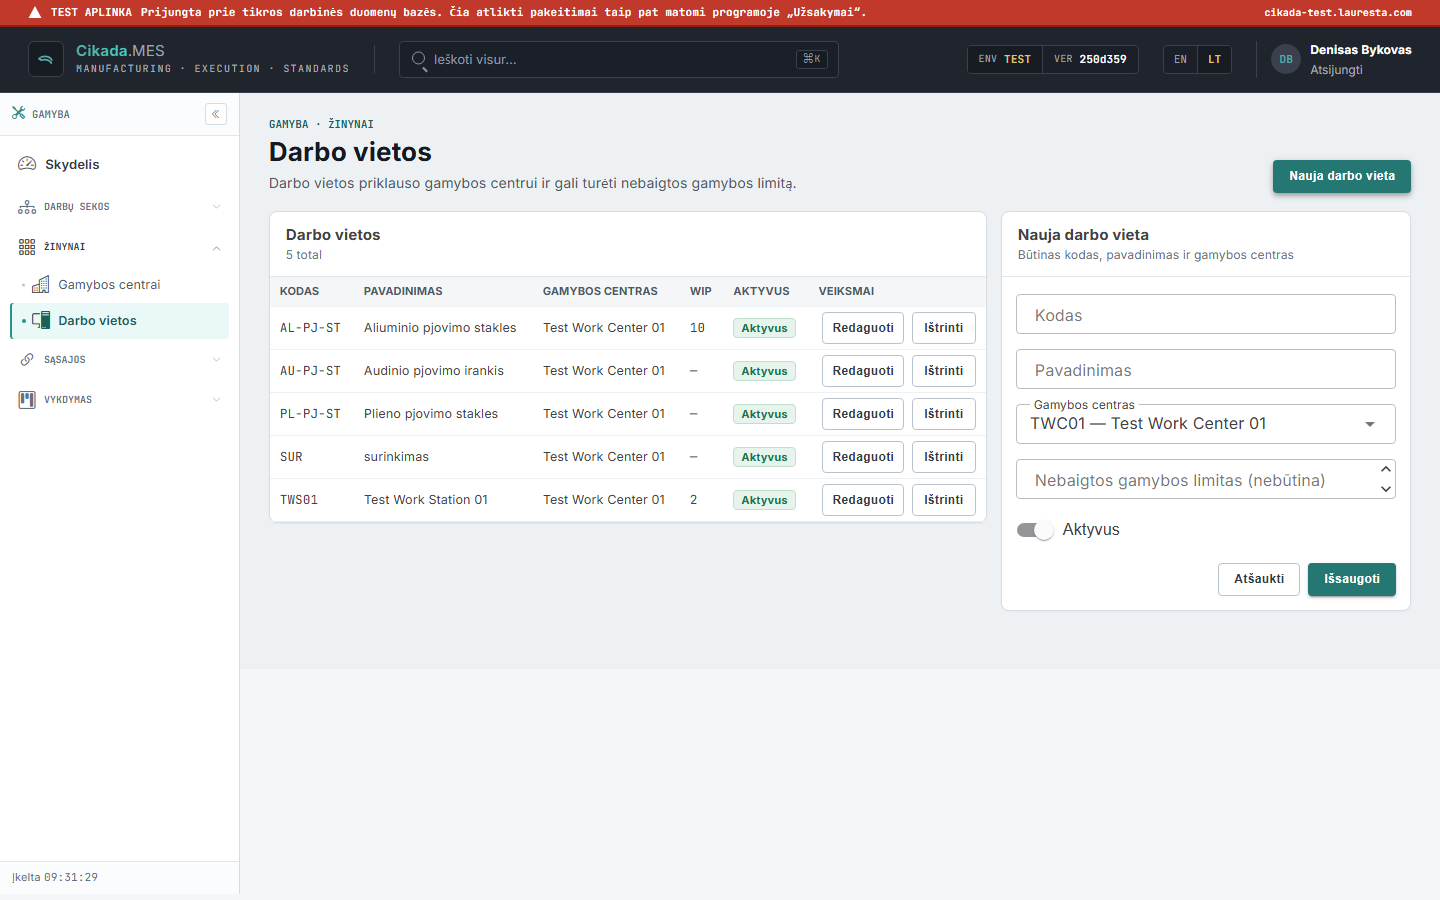 TEST APLINKA Prijungta prie tikros darbinės duomenų bazės. Čia atlikti pakeitimai taip pat matomi programoje „Užsakymai“.
cikada-test.lauresta.com
Cikada.MES
MANUFACTURING · EXECUTION · STANDARDS
Ieškoti visur...
⌘K
ENV TEST
VER 250d359
EN
LT
DB
Denisas Bykovas
Atsijungti
GAMYBA
«
Skydelis
DARBŲ SEKOS
ŽINYNAI
Gamybos centrai
Darbo vietos
SĄSAJOS
VYKDYMAS
Įkelta 09:31:29
GAMYBA · ŽINYNAI
Darbo vietos
Darbo vietos priklauso gamybos centrui ir gali turėti nebaigtos gamybos limitą.
Nauja darbo vieta
Darbo vietos
5 total
KODAS PAVADINIMAS GAMYBOS CENTRAS WIP AKTYVUS VEIKSMAI
AL-PJ-ST Aliuminio pjovimo stakles Test Work Center 01 10 Aktyvus Redaguoti Ištrinti
AU-PJ-ST Audinio pjovimo irankis Test Work Center 01 — Aktyvus Redaguoti Ištrinti
PL-PJ-ST Plieno pjovimo stakles Test Work Center 01 — Aktyvus Redaguoti Ištrinti
SUR surinkimas Test Work Center 01 — Aktyvus Redaguoti Ištrinti
TWS01 Test Work Station 01 Test Work Center 01 2 Aktyvus Redaguoti Ištrinti
Nauja darbo vieta
Būtinas kodas, pavadinimas ir gamybos centras
Kodas
Pavadinimas
Gamybos centras
TWC01 — Test Work Center 01
Nebaigtos gamybos limitas (nebūtina)
Aktyvus
Atšaukti
Išsaugoti